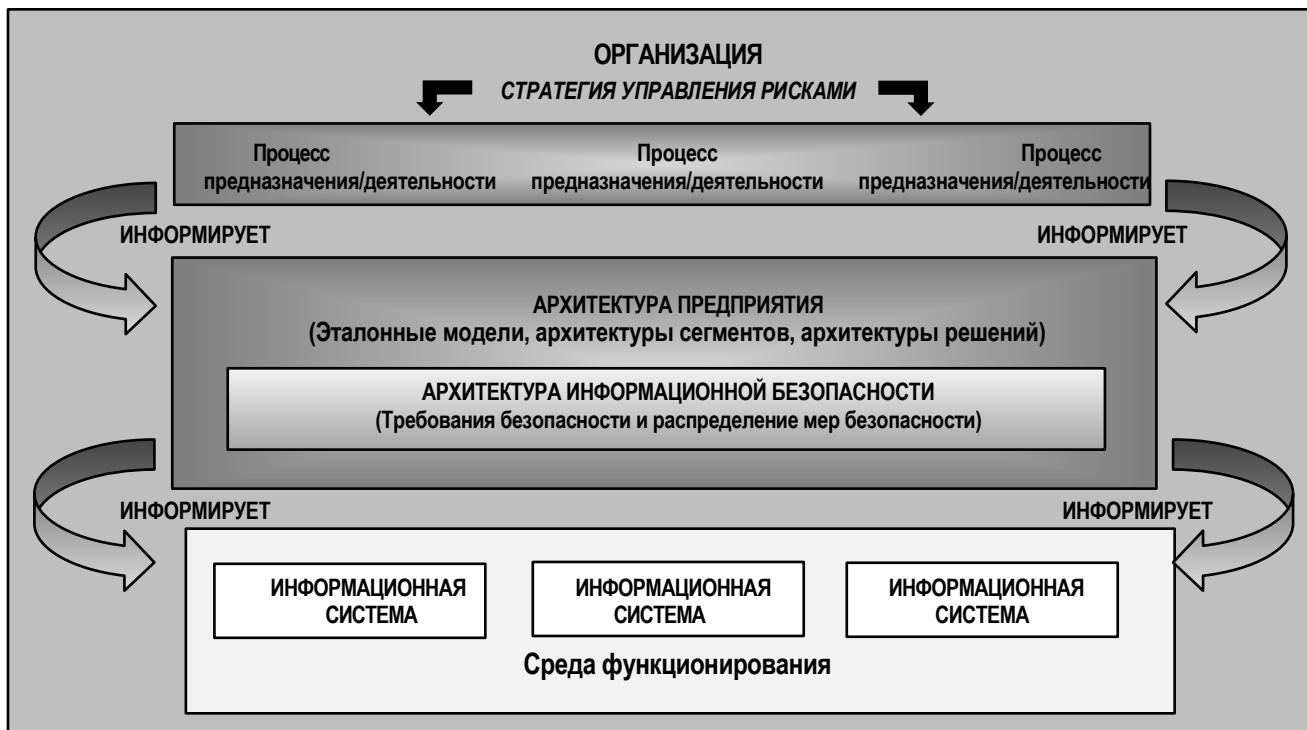 ОРГАНИЗАЦИЯ
СТРАТЕГИЯ УПРАВЛЕНИЯ РИСКАМИ
Процесс
предназначения/деятельности
Процесс
предназначения/деятельности
Процесс
предназначения/деятельности
ИНФОРМИРУЕТ
ИНФОРМИРУЕТ
АРХИТЕКТУРА ПРЕДПРИЯТИЯ
(Эталонные модели, архитектуры сегментов, архитектуры решений)
АРХИТЕКТУРА ИНФОРМАЦИОННОЙ БЕЗОПАСНОСТИ
(Требования безопасности и распределение мер безопасности)
ИНФОРМИРУЕТ
ИНФОРМИРУЕТ
ИНФОРМАЦИОННАЯ
СИСТЕМА
ИНФОРМАЦИОННАЯ
СИСТЕМА
ИНФОРМАЦИОННАЯ
СИСТЕМА
Среда функционирования